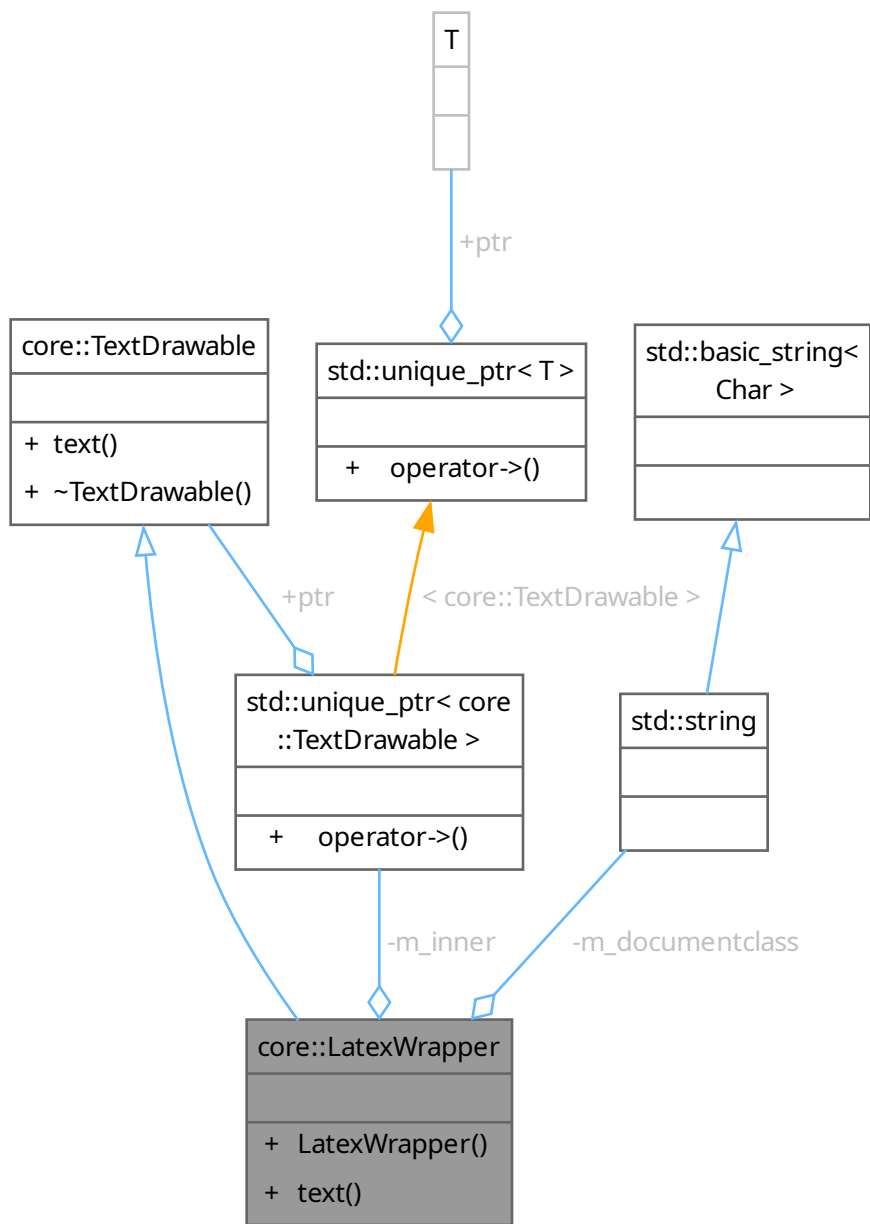 T
+ptr
core::TextDrawable
+ text()
+ ~TextDrawable()
std::unique_ptr< T >
+ operator->()
std::basic_string<
Char >
+ptr
< core::TextDrawable >
std::unique_ptr< core
::TextDrawable >
+ operator->()
std::string
-m_inner
-m_documentclass
core::LatexWrapper
+ LatexWrapper()
+ text()